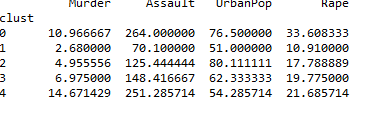 Murder Assault UrbanPop Rape
clust
0 10.966667 264.000000 76.500000 33.608333
1 2.680000 70.100000 51.000000 10.910000
2 4.955556 125.444444 80.111111 17.788889
3 6.975000 148.416667 62.333333 19.775000
4 14.671429 251.285714 54.285714 21.685714